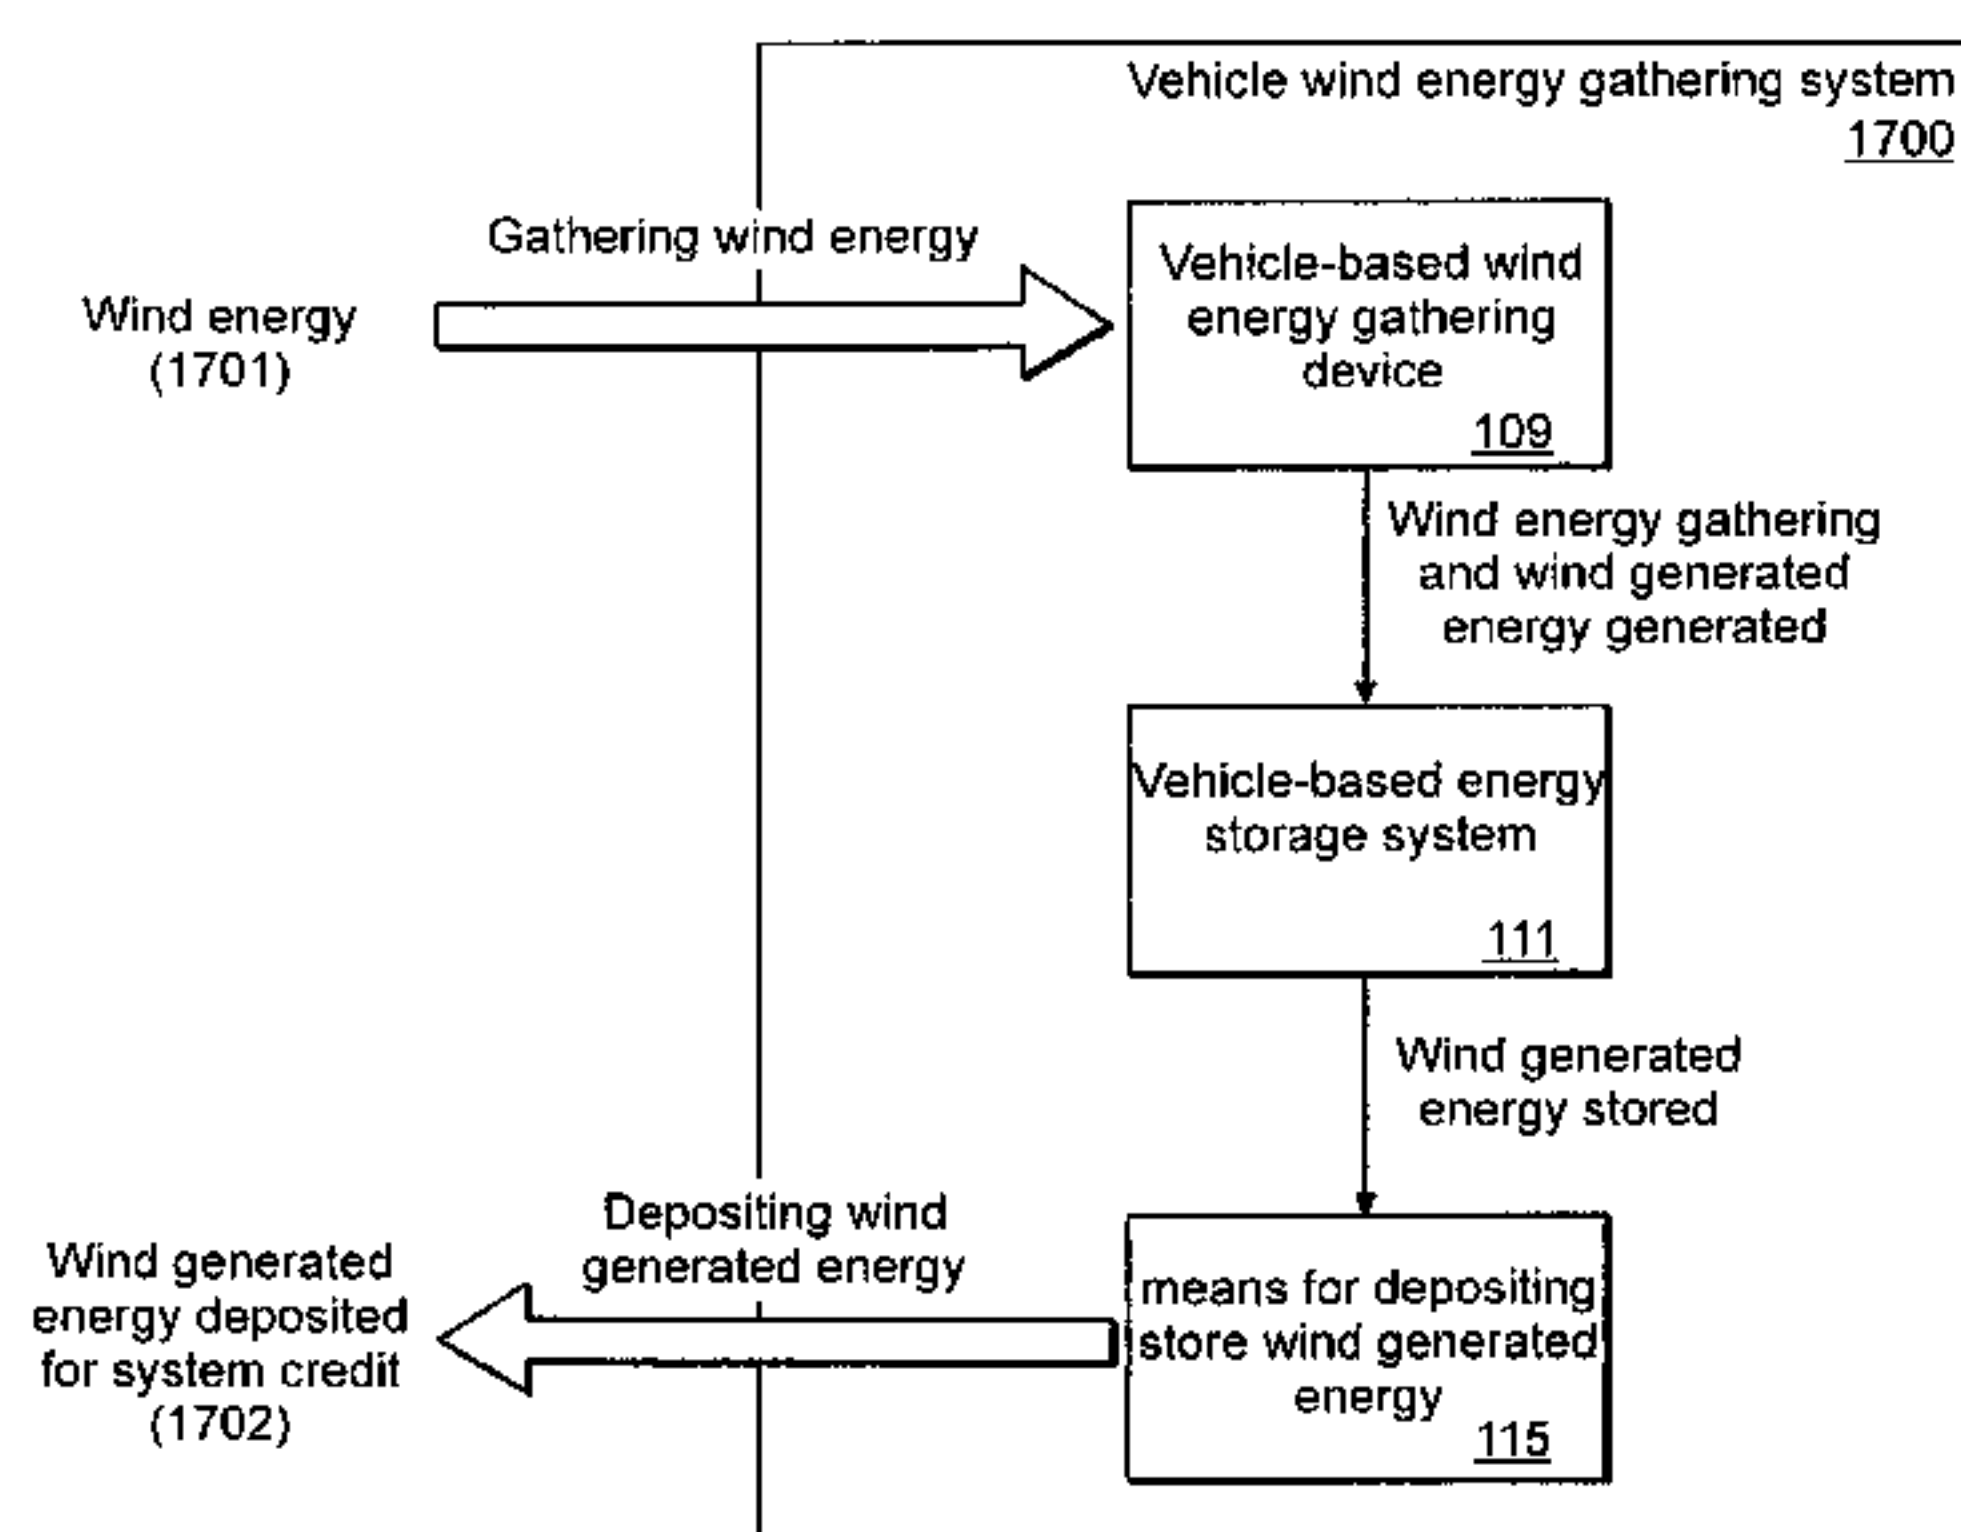 Vehicle wind energy gathering system
1700
Gathering wind energy
Wind energy
(1701)
Vehicle-based wind
energy gathering
device
109
Wind energy gathering
and wind generated
energy generated
Vehicle-based energy
storage system
111
Wind generated
energy stored
Depositing wind
generated energy
Wind generated
energy deposited
for system credit
(1702)
means for depositing
store wind generated
energy
115